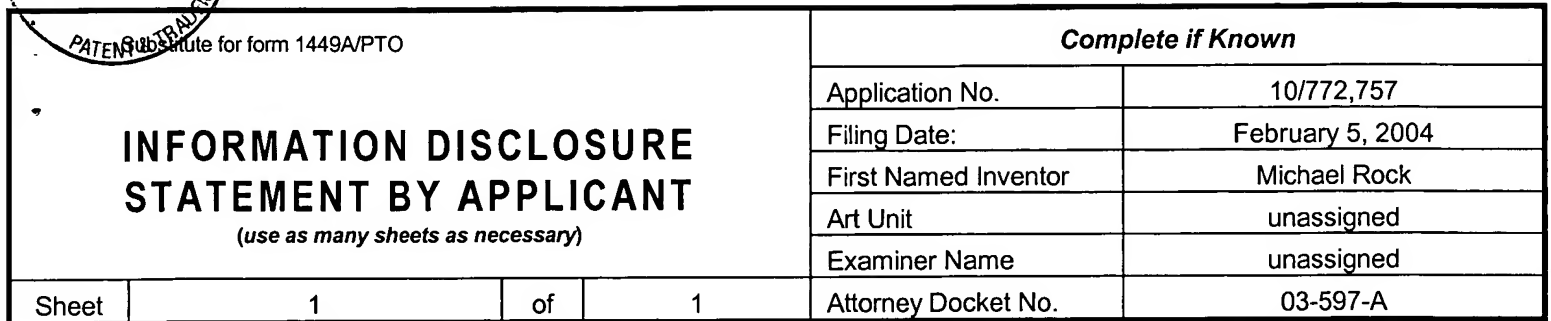 PATENT & TRADE
Substitute for form 1449A/PTO
INFORMATION DISCLOSURE
STATEMENT BY APPLICANT
(use as many sheets as necessary)
Sheet 1 of 1
Complete if Known
Application No. 10/772,757
Filing Date: February 5, 2004
First Named Inventor Michael Rock
Art Unit unassigned
Examiner Name unassigned
Attorney Docket No. 03-597-A